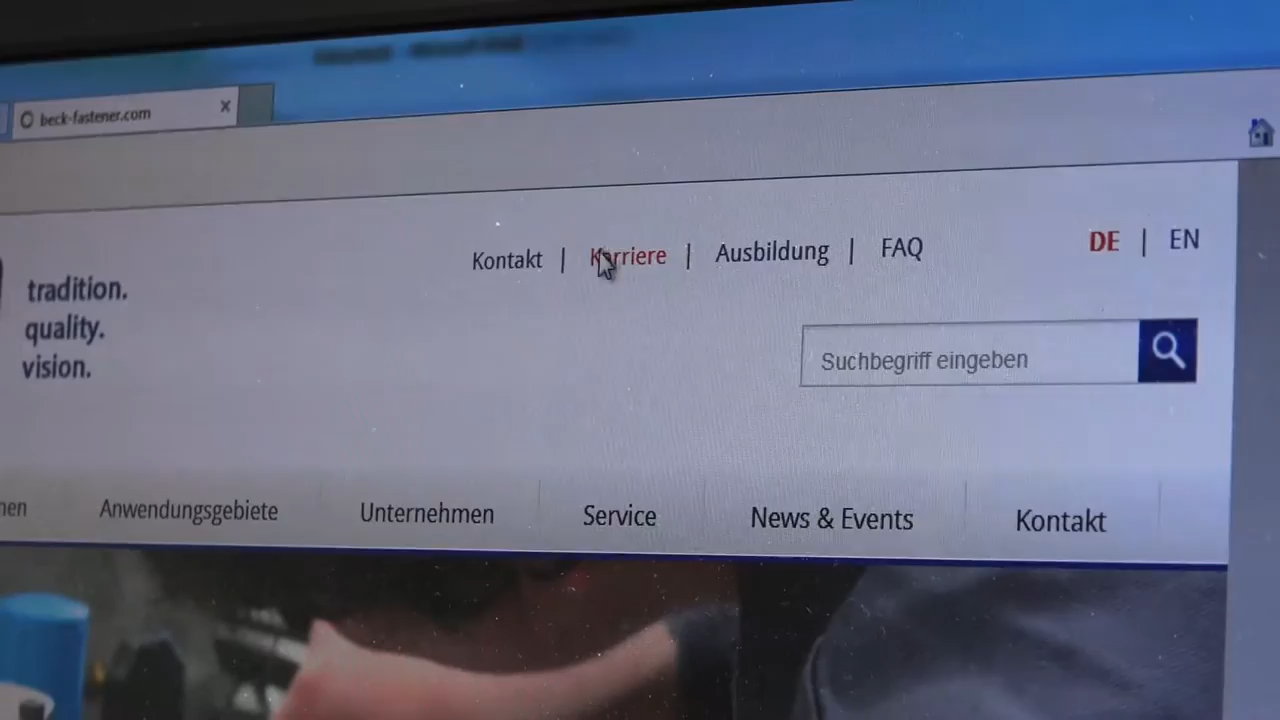 beck-fastener.com x
Kontakt | Karriere | Ausbildung | FAQ
DE | EN
tradition.
quality.
vision.
Suchbegriff eingeben
Anwendungsgebiete Unternehmen Service News & Events Kontakt